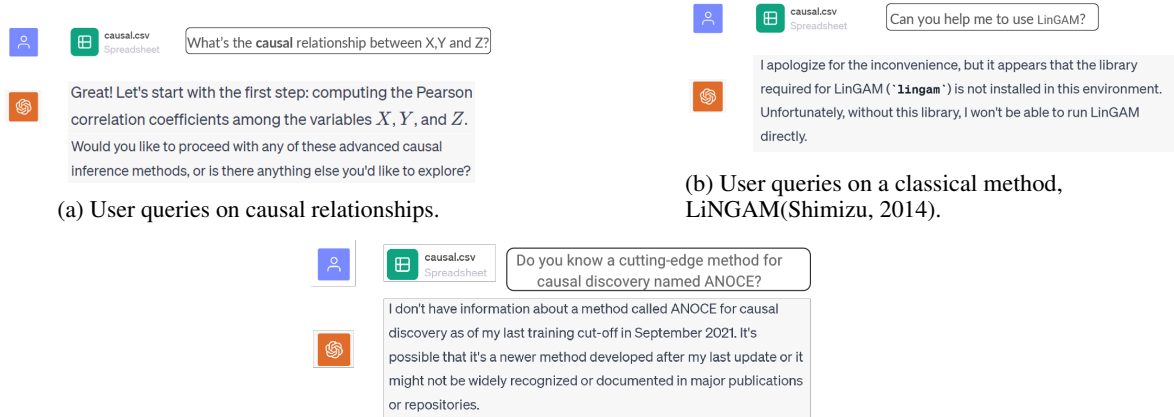 causal.csv
Spreadsheet
What's the causal relationship between X,Y and Z?
Great! Let's start with the first step: computing the Pearson
correlation coefficients among the variables X, Y, and Z.
Would you like to proceed with any of these advanced causal
inference methods, or is there anything else you'd like to explore?
(a) User queries on causal relationships.
causal.csv
Spreadsheet
Can you help me to use LinGAM?
I apologize for the inconvenience, but it appears that the library
required for LinGAM (`lingam`) is not installed in this environment.
Unfortunately, without this library, I won't be able to run LinGAM
directly.
(b) User queries on a classical method,
LiNGAM(Shimizu, 2014).
causal.csv
Spreadsheet
Do you know a cutting-edge method for
causal discovery named ANOCE?
I don't have information about a method called ANOCE for causal
discovery as of my last training cut-off in September 2021. It's
possible that it's a newer method developed after my last update or it
might not be widely recognized or documented in major publications
or repositories.